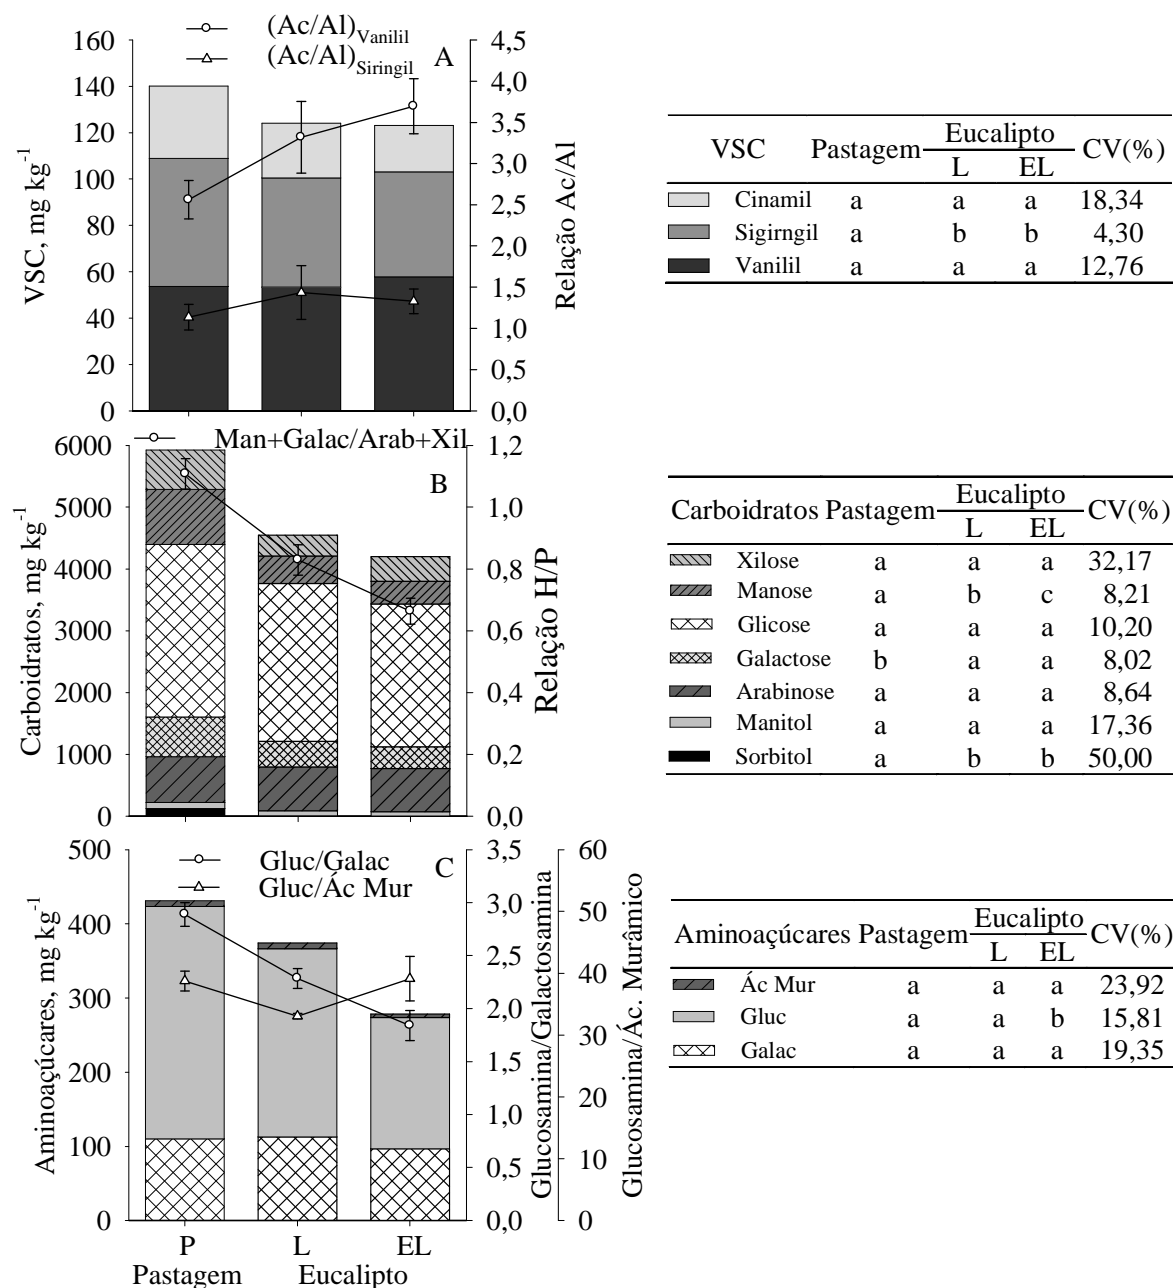 (Ac/Al)Vanilil
(Ac/Al)Siringil
A
160
140
120
100
80
60
40
20
0
VSC, mg kg-1
4,5
4,0
3,5
3,0
2,5
2,0
1,5
1,0
0,5
0,0
Relação Ac/Al
VSC Pastagem Eucalipto CV(%)
L EL
Cinamil a a a 18,34
Sigirngil a b b 4,30
Vanilil a a a 12,76
Man+Galac/Arab+Xil
B
6000
5000
4000
3000
2000
1000
0
Carboidratos, mg kg-1
1,2
1,0
0,8
0,6
0,4
0,2
0,0
Relação H/P
Carboidratos Pastagem Eucalipto CV(%)
L EL
Xilose a a a 32,17
Manose a b c 8,21
Glicose a a a 10,20
Galactose b a a 8,02
Arabinose a a a 8,64
Manitol a a a 17,36
Sorbitol a b b 50,00
Gluc/Galac
Gluc/Ác Mur
C
500
400
300
200
100
0
Aminoaçúcares, mg kg-1
3,5
3,0
2,5
2,0
1,5
1,0
0,5
0,0
Glucosamina/Galactosamina
60
50
40
30
20
10
0
Glucosamina/Ác. Murâmico
Aminoaçúcares Pastagem Eucalipto CV(%)
L EL
Ác Mur a a a 23,92
Gluc a a b 15,81
Galac a a a 19,35
P L EL
Pastagem Eucalipto